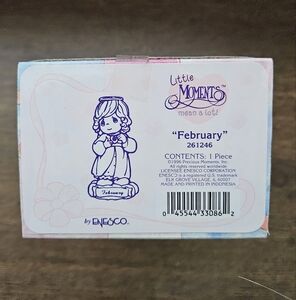 Little
MOMENTS™
mean a lot!
"February"
261246
CONTENTS: 1 Piece
©1996 Precious Moments, Inc.
All rights reserved worldwide.
LICENSEE ENESCO CORPORATION
ENESCO is a registered U.S. trademark
ELK GROVE VILLAGE, IL 60007
MADE AND PRINTED IN INDONESIA
February
by ENESCO®
0 45544 33086 2